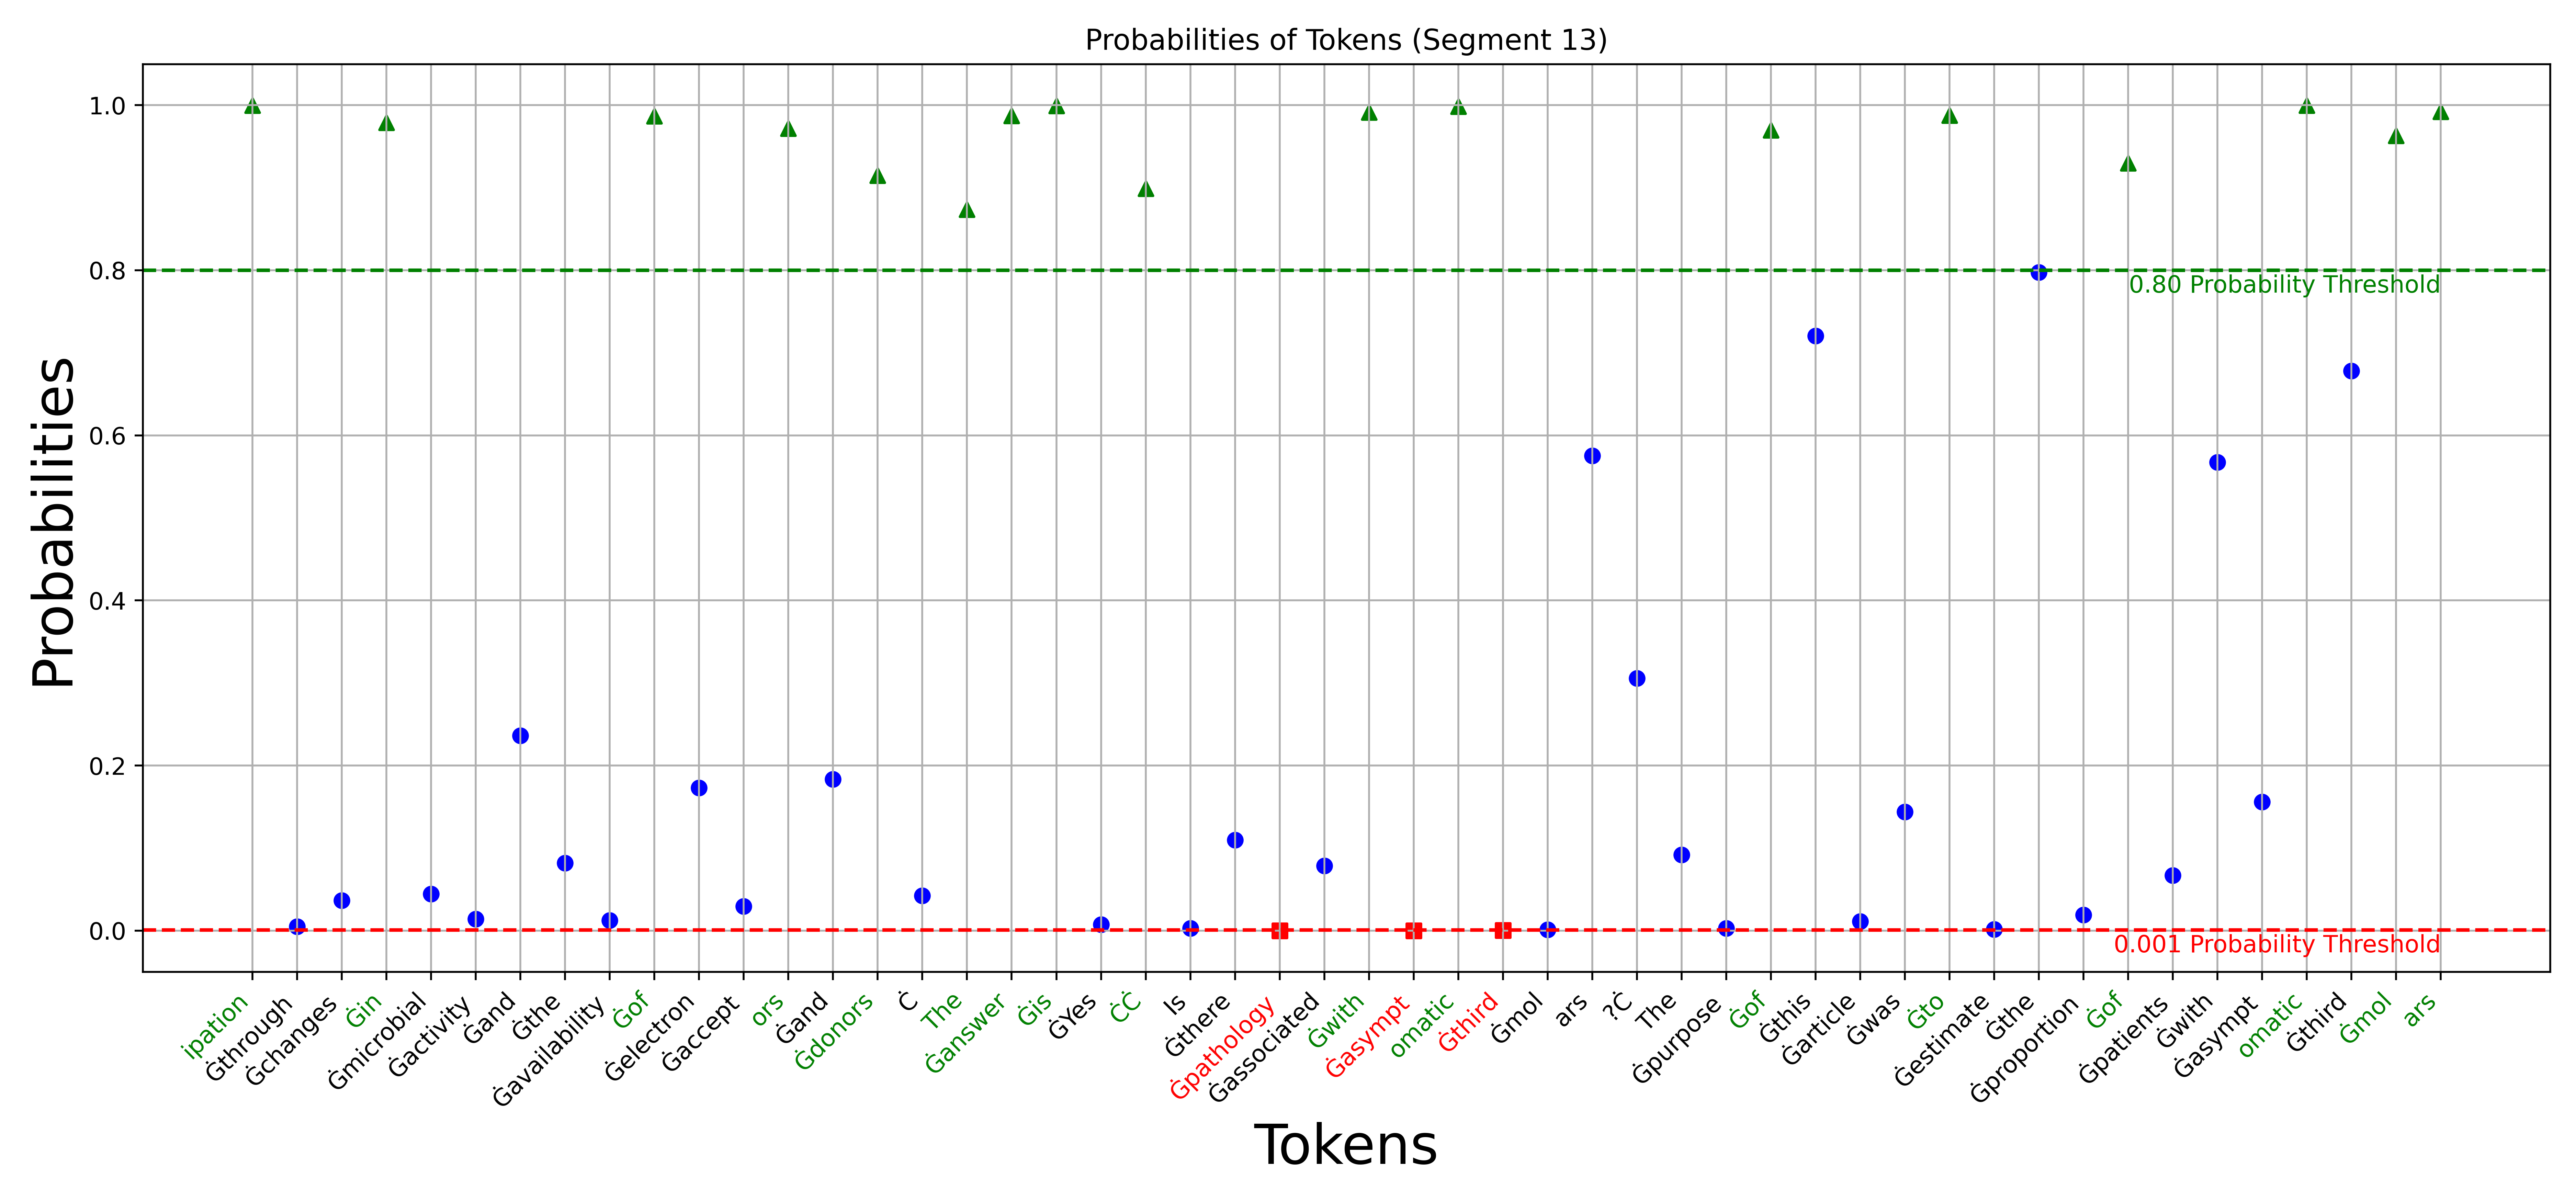 Probabilities of Tokens (Segment 13)
Probabilities
1.0
0.8
0.6
0.4
0.2
0.0
0.80 Probability Threshold
0.001 Probability Threshold
ipation
Ġthrough
Ġchanges
Ġin
Ġmicrobial
Ġactivity
Ġand
Ġthe
Ġavailability
Ġof
Ġelectron
Ġaccept
ors
Ġand
Ġdonors
Ċ
The
Ġanswer
Ġis
ĠYes
ĊĊ
Is
Ġthere
Ġpathology
Ġassociated
Ġwith
Ġasympt
omatic
Ġthird
Ġmol
ars
?Ċ
The
Ġpurpose
Ġof
Ġthis
Ġarticle
Ġwas
Ġto
Ġestimate
Ġthe
Ġproportion
Ġof
Ġpatients
Ġwith
Ġasympt
omatic
Ġthird
Ġmol
ars
Tokens